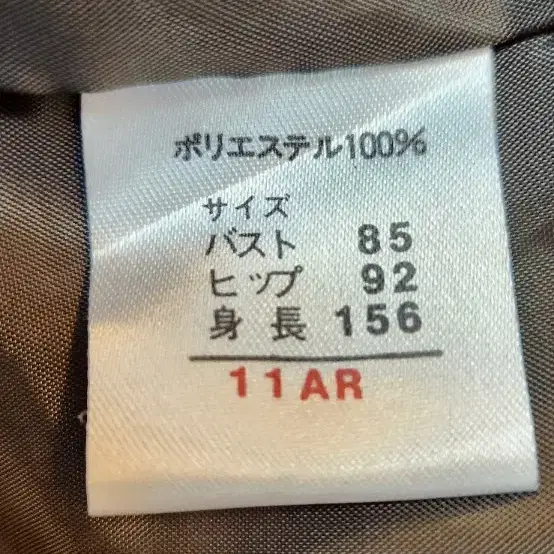 ポリエステル100%
サイズ
バスト 85
ヒップ 92
身長 156
11AR